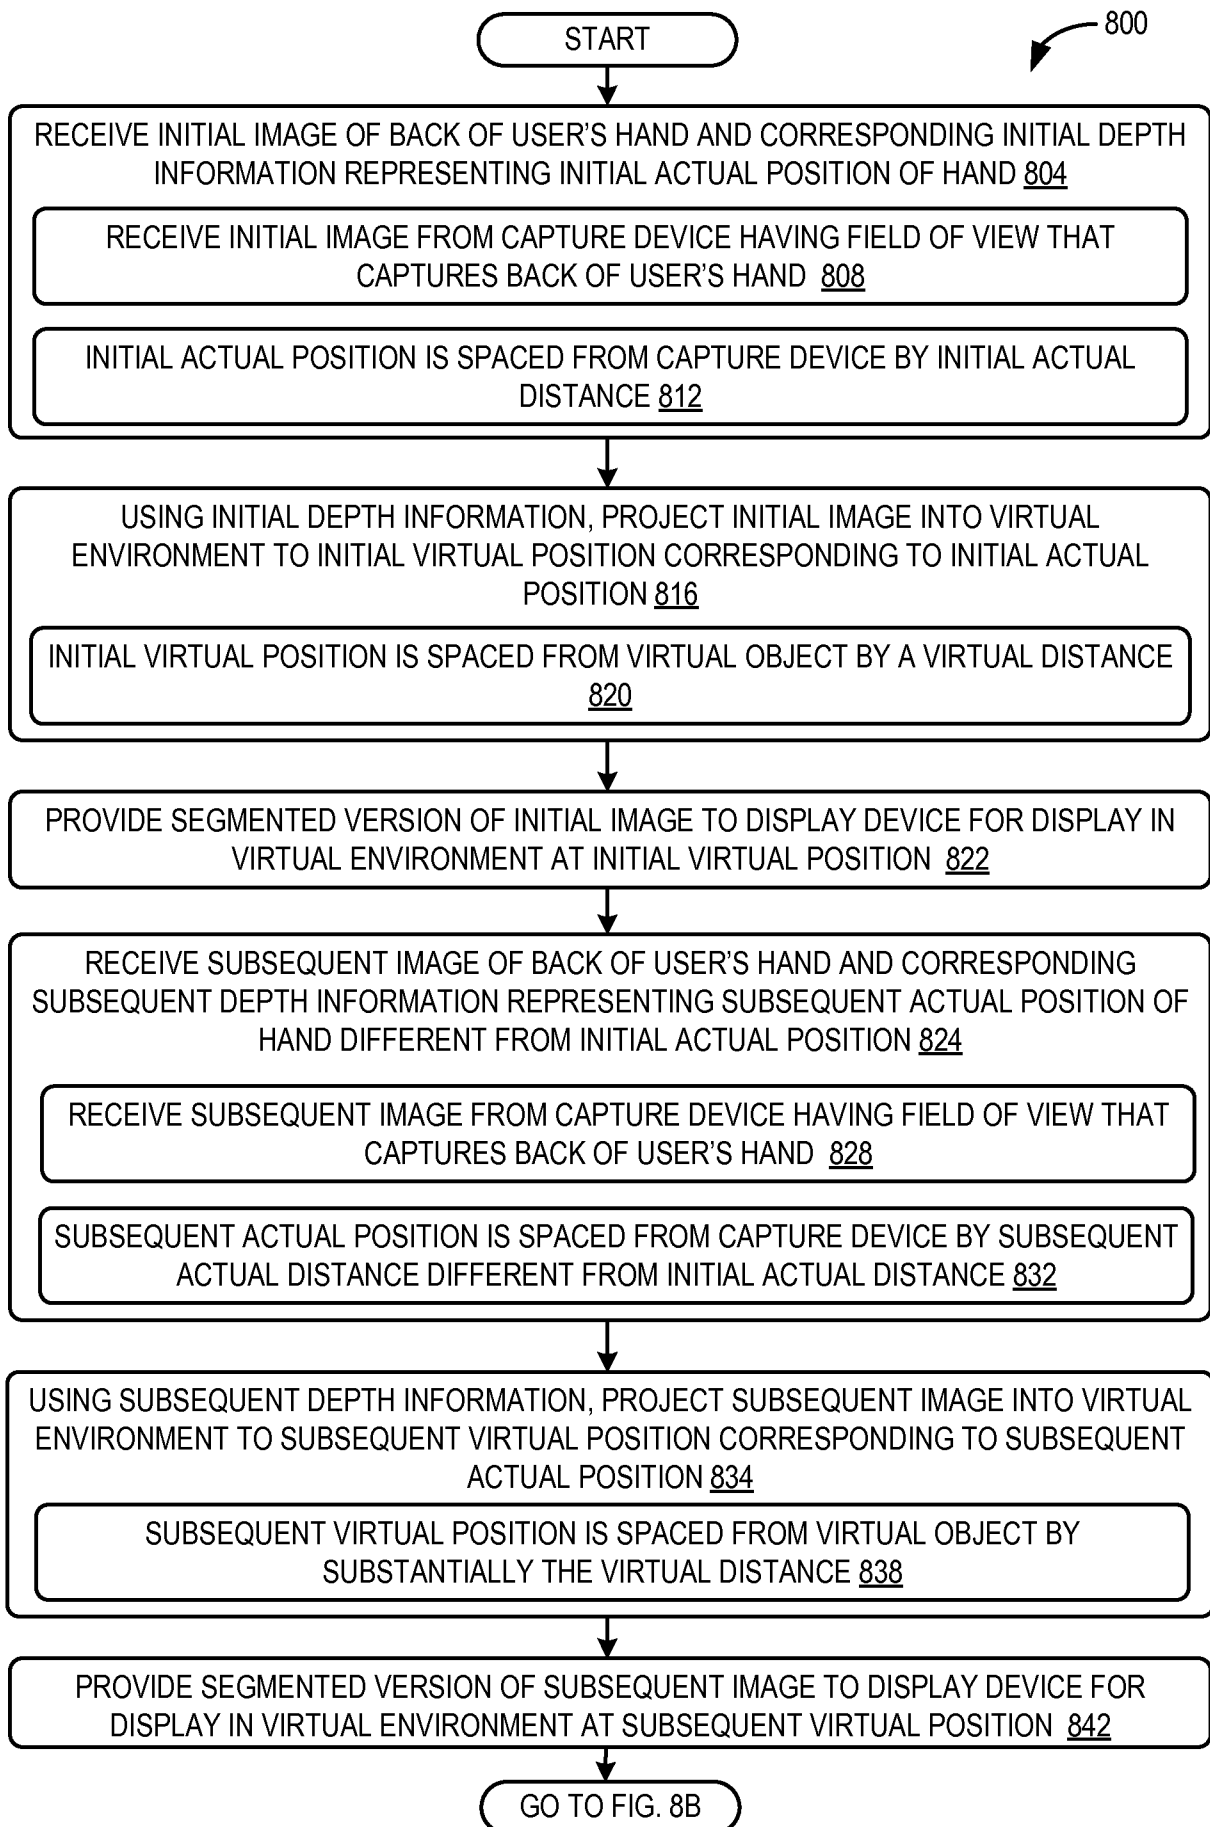 START
800
RECEIVE INITIAL IMAGE OF BACK OF USER'S HAND AND CORRESPONDING INITIAL DEPTH
INFORMATION REPRESENTING INITIAL ACTUAL POSITION OF HAND 804
RECEIVE INITIAL IMAGE FROM CAPTURE DEVICE HAVING FIELD OF VIEW THAT
CAPTURES BACK OF USER'S HAND 808
INITIAL ACTUAL POSITION IS SPACED FROM CAPTURE DEVICE BY INITIAL ACTUAL
DISTANCE 812
USING INITIAL DEPTH INFORMATION, PROJECT INITIAL IMAGE INTO VIRTUAL
ENVIRONMENT TO INITIAL VIRTUAL POSITION CORRESPONDING TO INITIAL ACTUAL
POSITION 816
INITIAL VIRTUAL POSITION IS SPACED FROM VIRTUAL OBJECT BY A VIRTUAL DISTANCE
820
PROVIDE SEGMENTED VERSION OF INITIAL IMAGE TO DISPLAY DEVICE FOR DISPLAY IN
VIRTUAL ENVIRONMENT AT INITIAL VIRTUAL POSITION 822
RECEIVE SUBSEQUENT IMAGE OF BACK OF USER'S HAND AND CORRESPONDING
SUBSEQUENT DEPTH INFORMATION REPRESENTING SUBSEQUENT ACTUAL POSITION OF
HAND DIFFERENT FROM INITIAL ACTUAL POSITION 824
RECEIVE SUBSEQUENT IMAGE FROM CAPTURE DEVICE HAVING FIELD OF VIEW THAT
CAPTURES BACK OF USER'S HAND 828
SUBSEQUENT ACTUAL POSITION IS SPACED FROM CAPTURE DEVICE BY SUBSEQUENT
ACTUAL DISTANCE DIFFERENT FROM INITIAL ACTUAL DISTANCE 832
USING SUBSEQUENT DEPTH INFORMATION, PROJECT SUBSEQUENT IMAGE INTO VIRTUAL
ENVIRONMENT TO SUBSEQUENT VIRTUAL POSITION CORRESPONDING TO SUBSEQUENT
ACTUAL POSITION 834
SUBSEQUENT VIRTUAL POSITION IS SPACED FROM VIRTUAL OBJECT BY
SUBSTANTIALLY THE VIRTUAL DISTANCE 838
PROVIDE SEGMENTED VERSION OF SUBSEQUENT IMAGE TO DISPLAY DEVICE FOR
DISPLAY IN VIRTUAL ENVIRONMENT AT SUBSEQUENT VIRTUAL POSITION 842
GO TO FIG. 8B